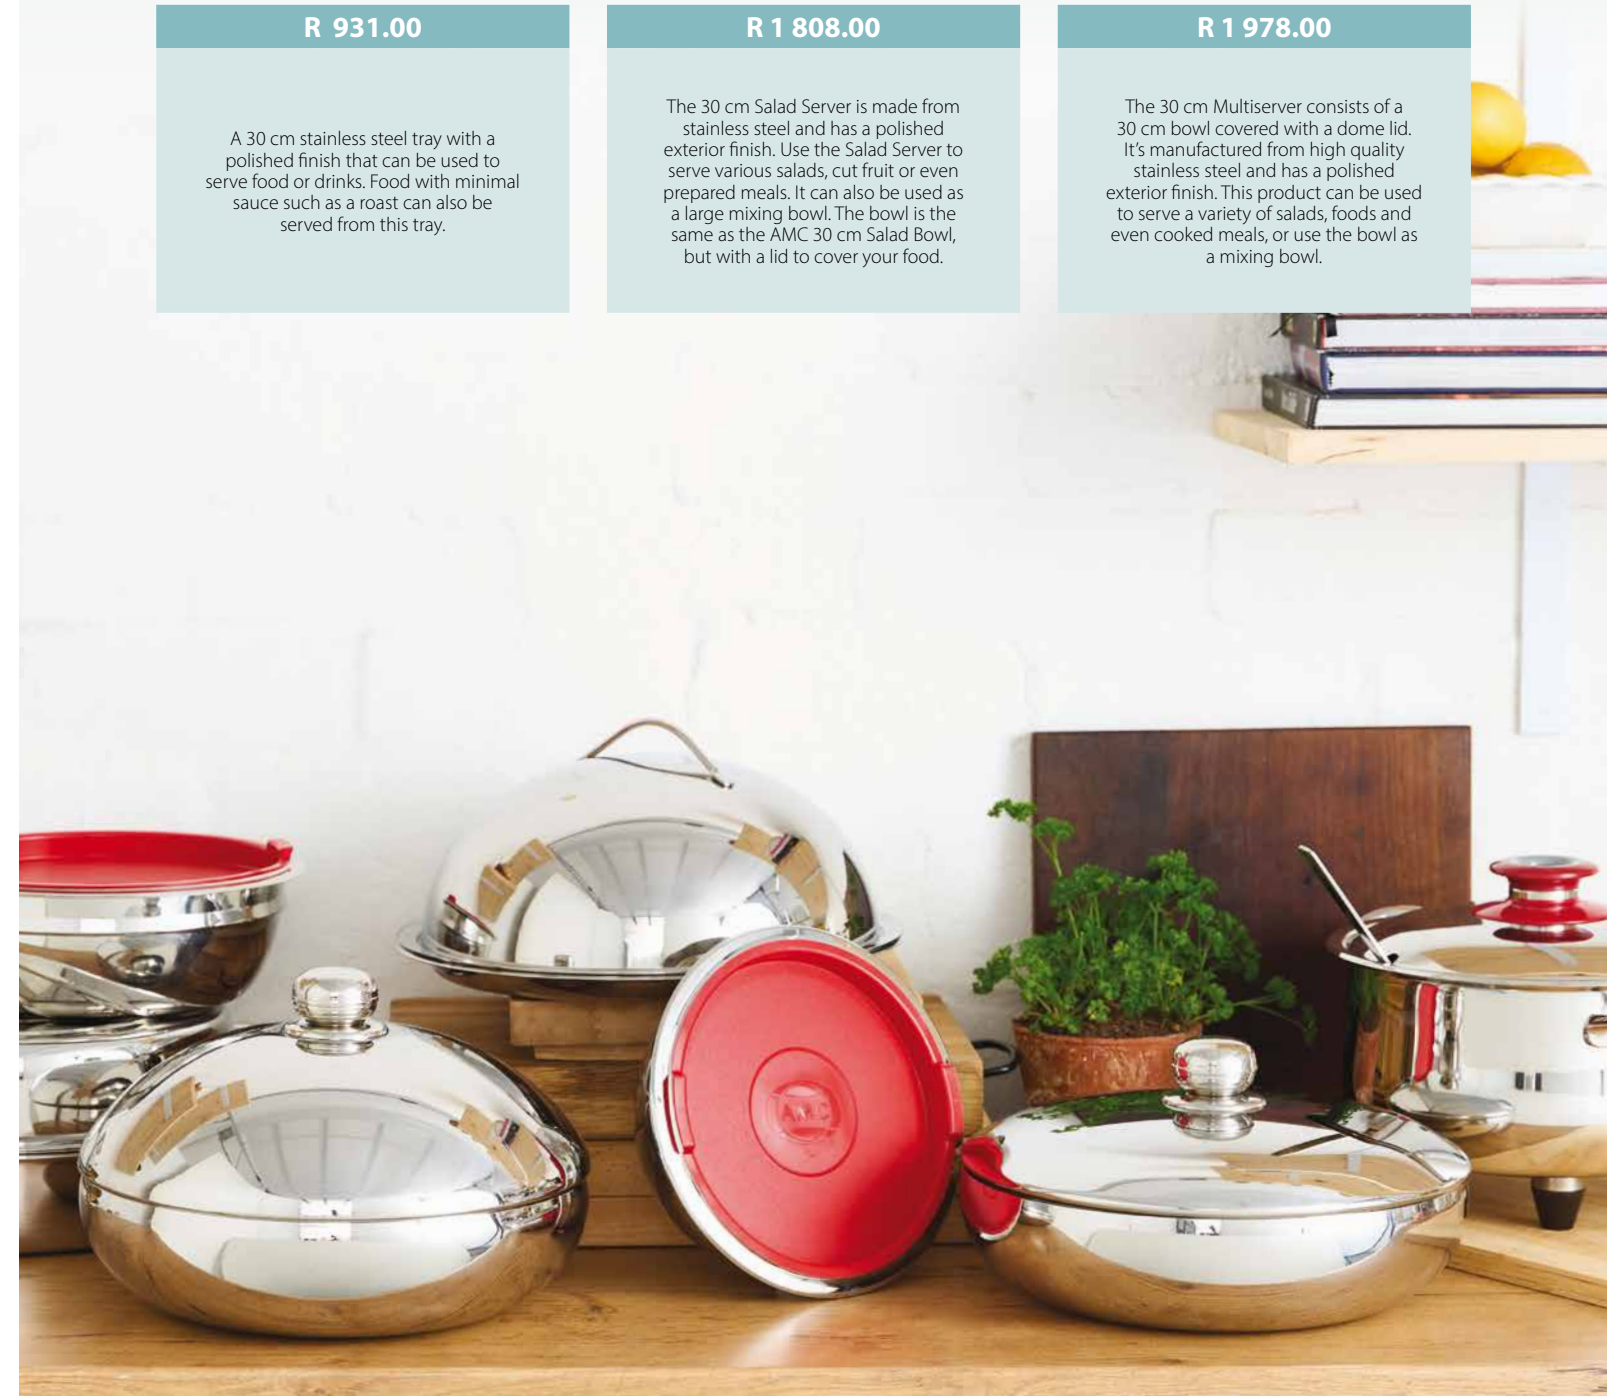 R 931.00
A 30 cm stainless steel tray with a
polished finish that can be used to
serve food or drinks. Food with minimal
sauce such as a roast can also be
served from this tray.
R 1 808.00
The 30 cm Salad Server is made from
stainless steel and has a polished
exterior finish. Use the Salad Server to
serve various salads, cut fruit or even
prepared meals. It can also be used as
a large mixing bowl. The bowl is the
same as the AMC 30 cm Salad Bowl,
but with a lid to cover your food.
R 1 978.00
The 30 cm Multiserver consists of a
30 cm bowl covered with a dome lid.
It's manufactured from high quality
stainless steel and has a polished
exterior finish. This product can be used
to serve a variety of salads, foods and
even cooked meals, or use the bowl as
a mixing bowl.
AMC